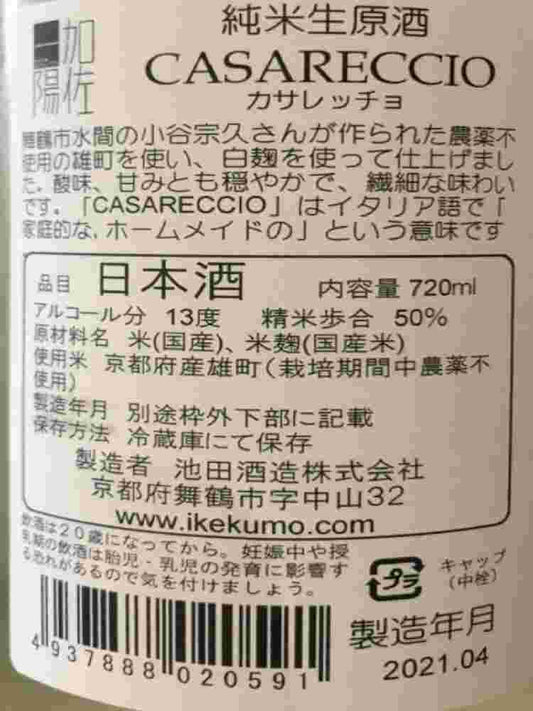 純米生原酒
加佐
一陽
CASARECCIO
カサレッチョ
舞鶴市水間の小谷宗久さんが作られた農薬不
使用の雄町を使い、白麹を使って仕上げまし
た。酸味、甘みとも穏やかで、繊細な味わい
です。「CASARECCIO」はイタリア語で「
家庭的な、ホームメイドの」という意味です
品目 日本酒 内容量 720ml
アルコール分 13度 精米歩合 50%
原材料名 米(国産)、米麹(国産米)
使用米 京都府産雄町(栽培期間中農薬不
使用)
製造年月 別途枠外下部に記載
保存方法 冷蔵庫にて保存
製造者 池田酒造株式会社
京都府舞鶴市字中山32
www.ikekumo.com
飲酒は20歳になってから。妊娠中や授
乳期の飲酒は胎児・乳児の発育に影響す
る恐れがあるので気を付けましょう。
プラ
キャップ
(中栓)
4937888020591
製造年月
2021.04